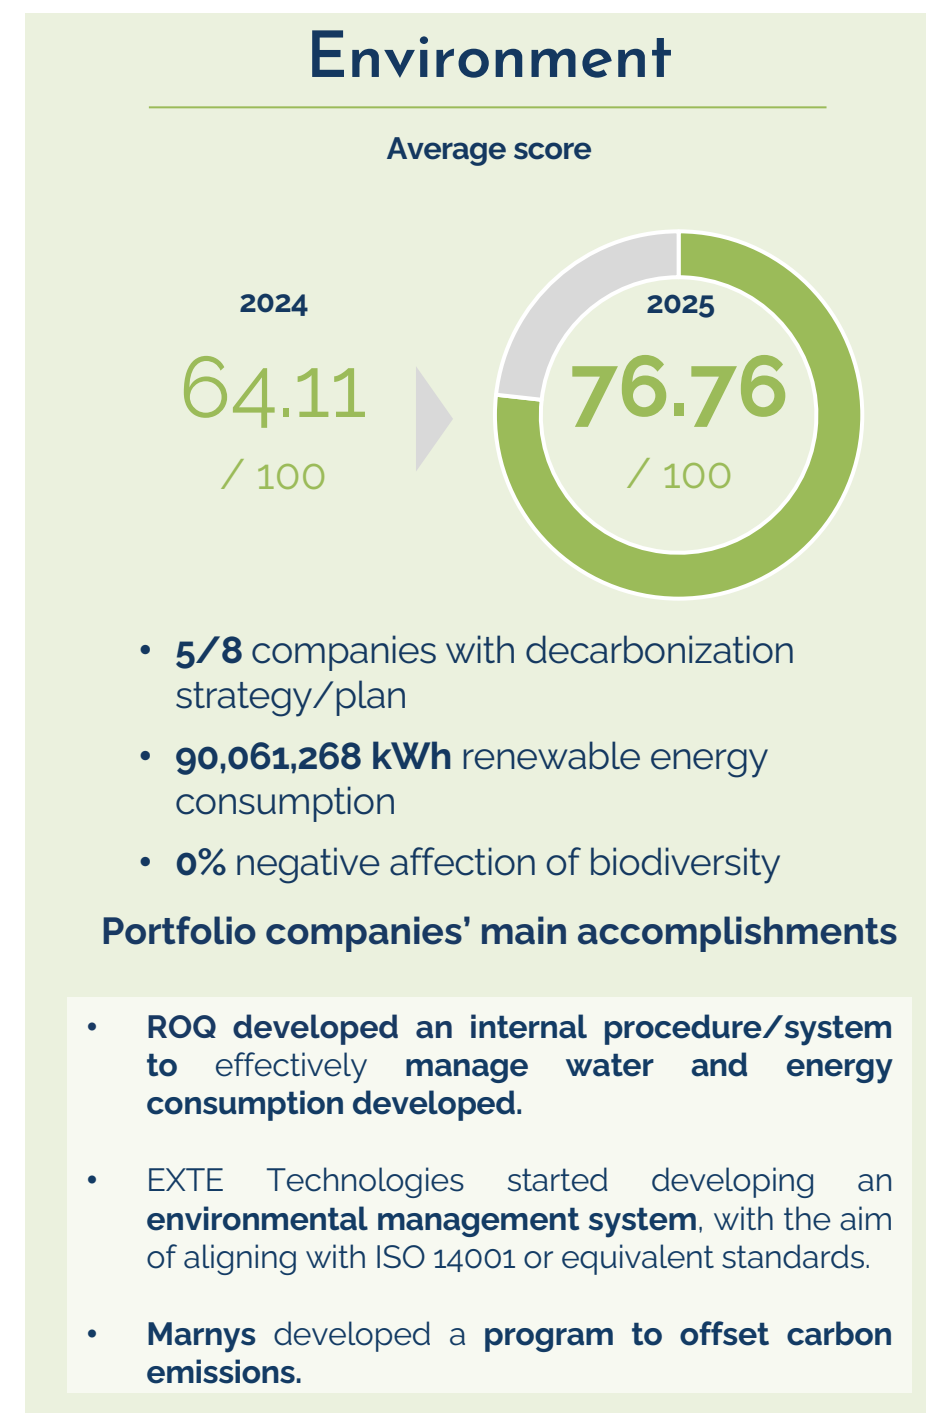 Environment
Average score
2024
64.11
/ 100
2025
76.76
/ 100
• 5/8 companies with decarbonization
strategy/plan
• 90,061,268 kWh renewable energy
consumption
• 0% negative affection of biodiversity
Portfolio companies’ main accomplishments
• ROQ developed an internal procedure/system
to effectively manage water and energy
consumption developed.
• EXTE Technologies started developing an
environmental management system, with the aim
of aligning with ISO 14001 or equivalent standards.
• Marnys developed a program to offset carbon
emissions.